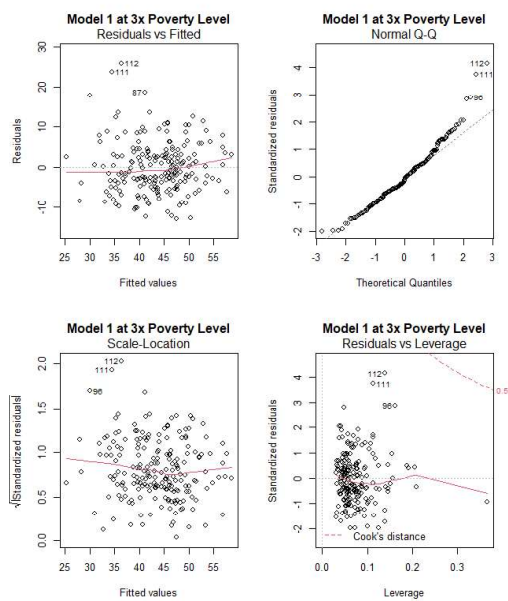 Model 1 at 3x Poverty Level
Residuals vs Fitted
30
20
10
0
-10
Residuals
112
111
87
25 30 35 40 45 50 55
Fitted values
Model 1 at 3x Poverty Level
Normal Q-Q
4
3
2
1
0
-1
-2
Standardized residuals
112
111
96
-3 -2 -1 0 1 2 3
Theoretical Quantiles
Model 1 at 3x Poverty Level
Scale-Location
2.0
1.5
1.0
0.5
0.0
√|Standardized residuals|
112
111
96
25 30 35 40 45 50 55
Fitted values
Model 1 at 3x Poverty Level
Residuals vs Leverage
4
3
2
1
0
-1
-2
Standardized residuals
112
111
96
0.5
Cook's distance
0.0 0.1 0.2 0.3
Leverage